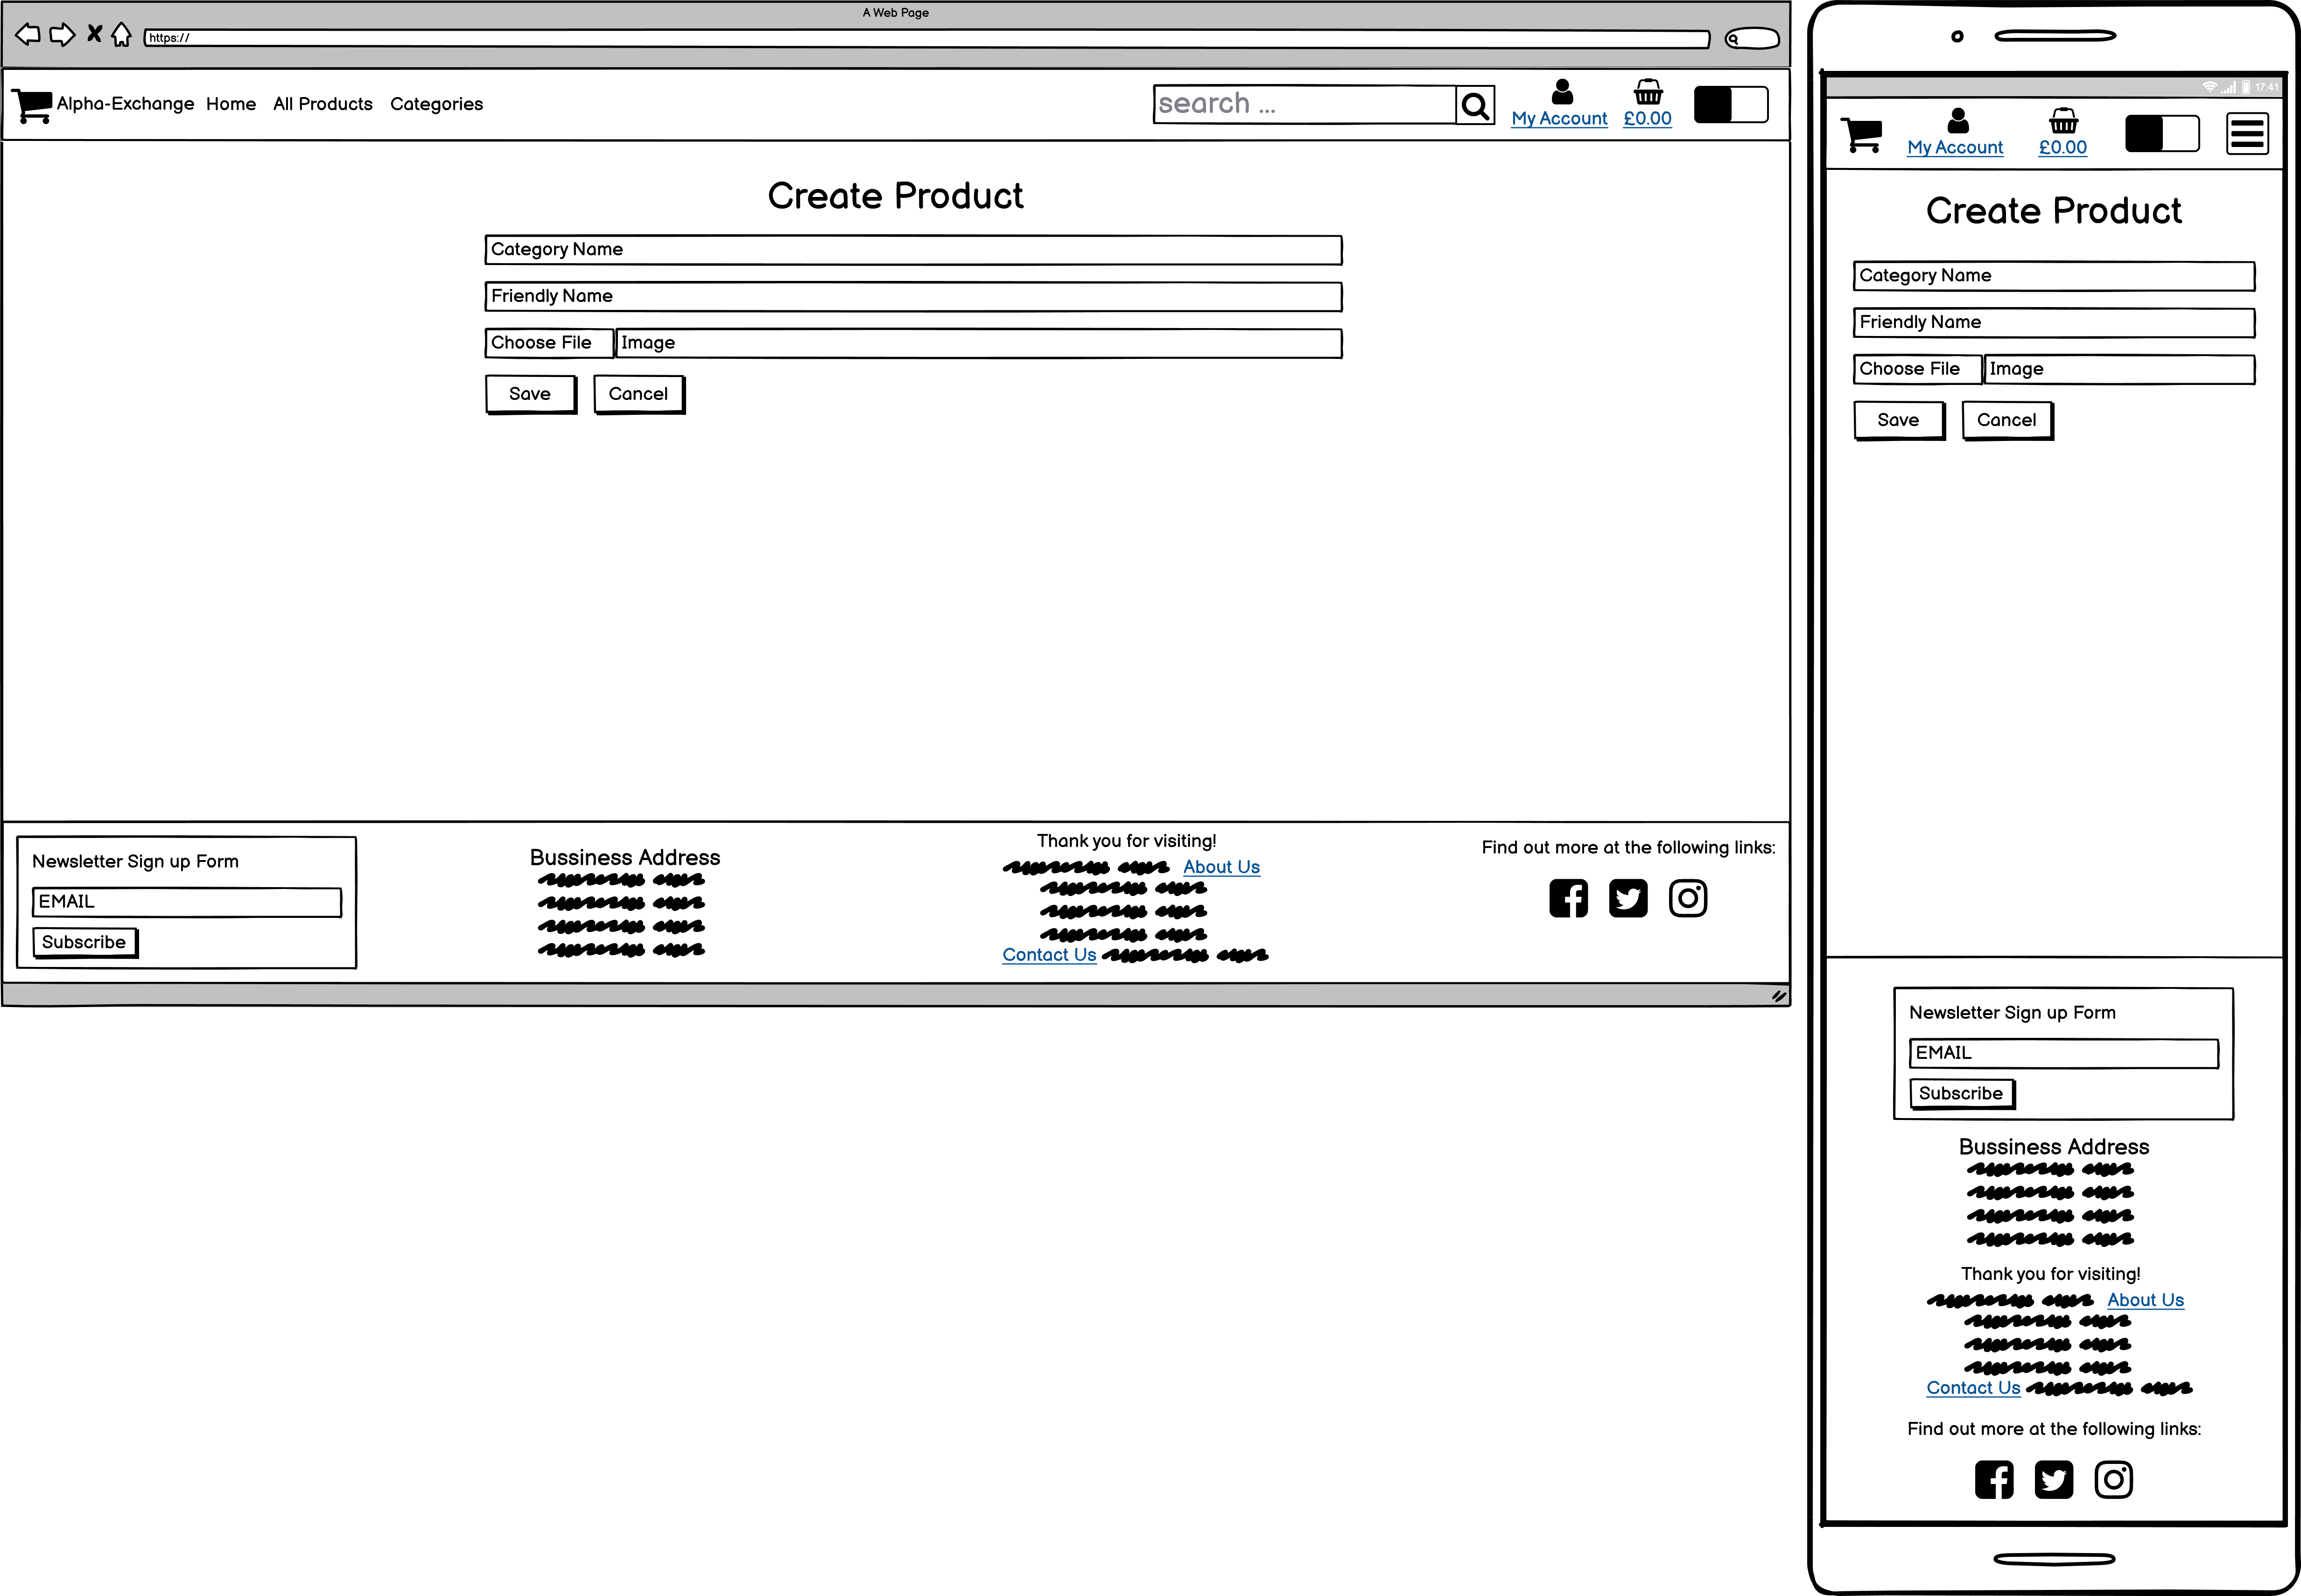 A Web Page
https://
Alpha-Exchange Home All Products Categories search ... My Account £0.00
Create Product
Category Name
Friendly Name
Choose File Image
Save Cancel
Newsletter Sign up Form
EMAIL
Subscribe
Bussiness Address
Thank you for visiting!
About Us
Contact Us
Find out more at the following links:
17:41
My Account £0.00
Create Product
Category Name
Friendly Name
Choose File Image
Save Cancel
Newsletter Sign up Form
EMAIL
Subscribe
Bussiness Address
Thank you for visiting!
About Us
Contact Us
Find out more at the following links: